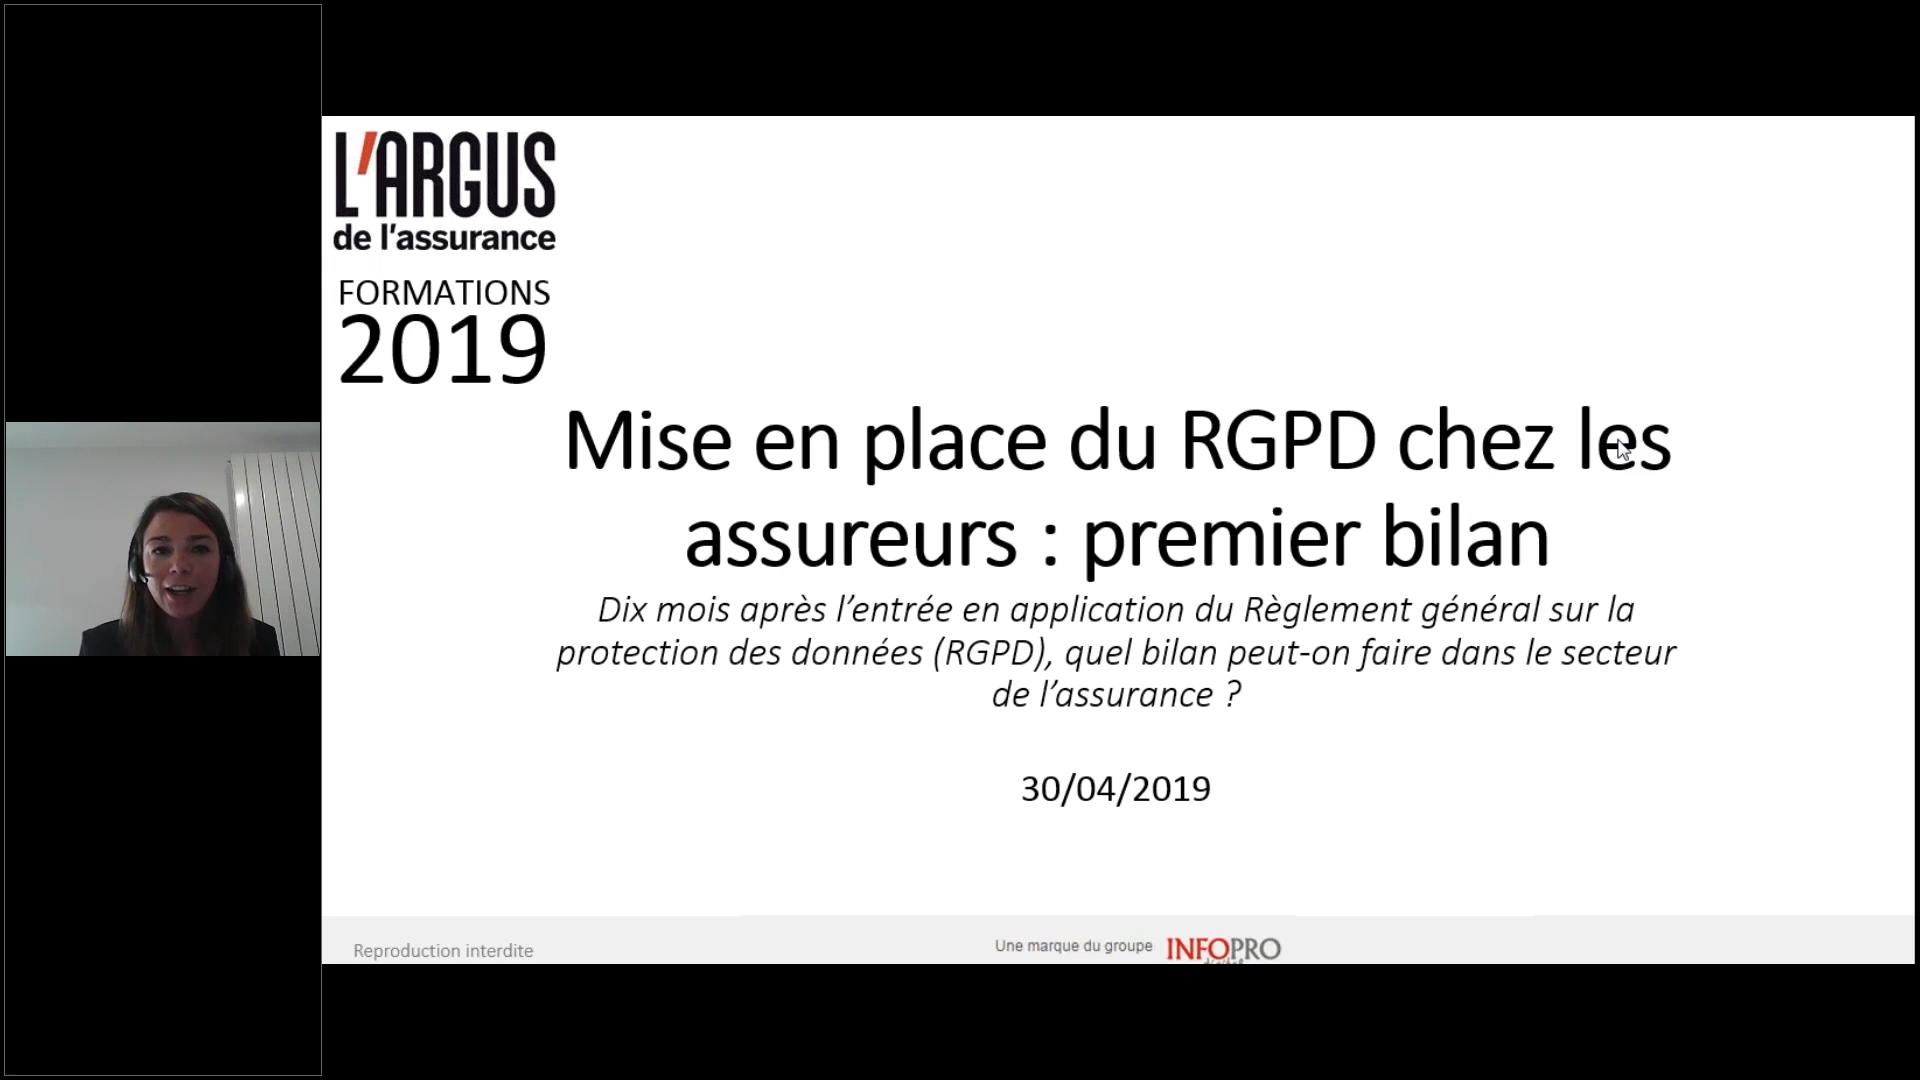 L'ARGUS
de l'assurance
FORMATIONS
2019
Mise en place du RGPD chez les
assureurs : premier bilan
Dix mois après l’entrée en application du Règlement général sur la
protection des données (RGPD), quel bilan peut-on faire dans le secteur
de l’assurance ?
30/04/2019
Reproduction interdite
Une marque du groupe INFOPRO